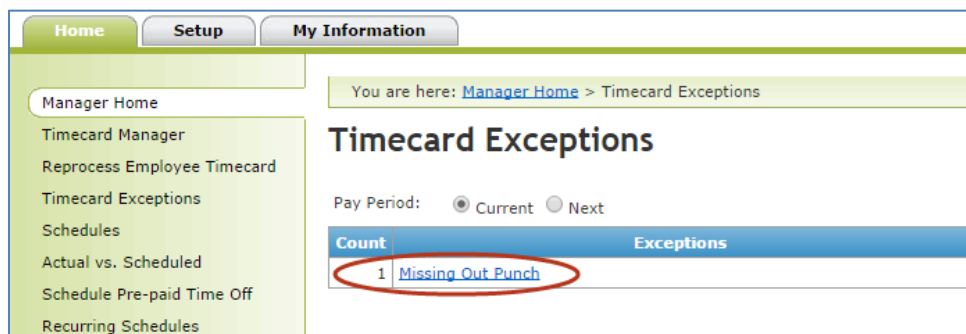 Home Setup My Information
Manager Home
Timecard Manager
Reprocess Employee Timecard
Timecard Exceptions
Schedules
Actual vs. Scheduled
Schedule Pre-paid Time Off
Recurring Schedules
You are here: Manager Home > Timecard Exceptions
Timecard Exceptions
Pay Period: Current Next
Count Exceptions
1 Missing Out Punch